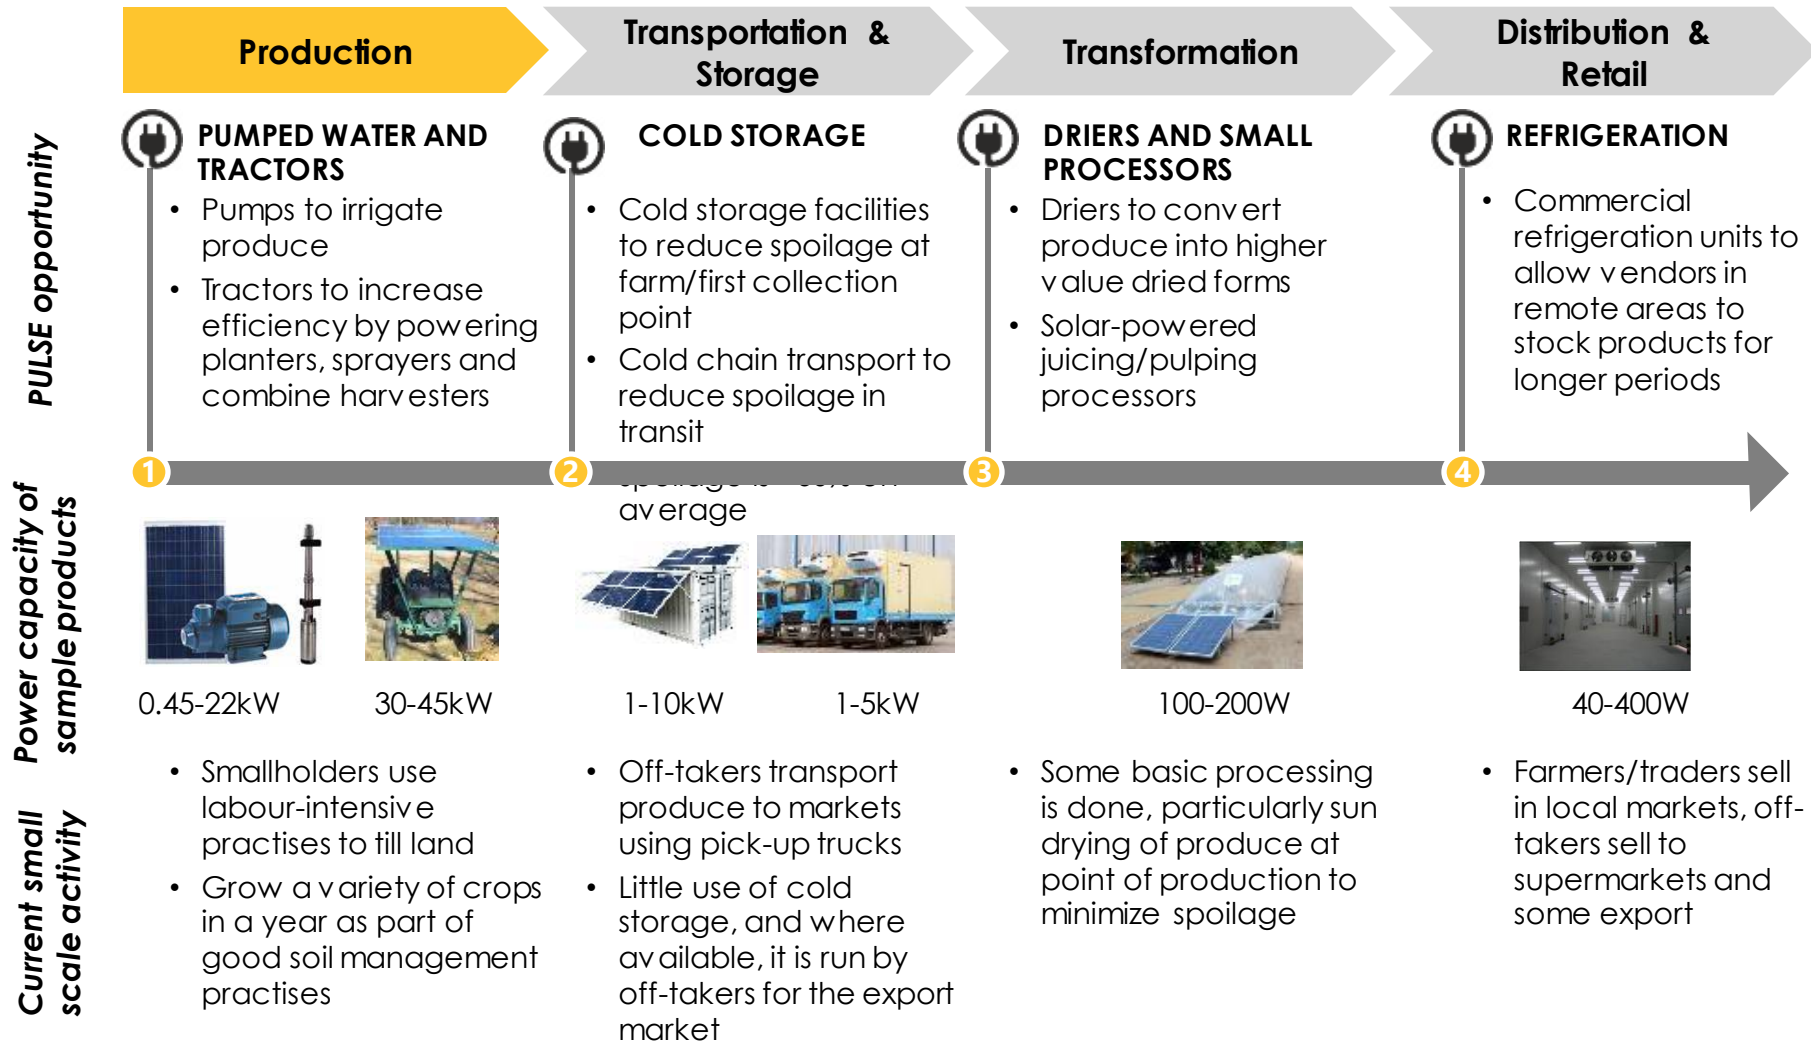 Production
Transportation &
Storage
Transformation
Distribution &
Retail
PULSE opportunity
PUMPED WATER AND
TRACTORS
• Pumps to irrigate
produce
• Tractors to increase
efficiency by powering
planters, sprayers and
combine harvesters
COLD STORAGE
• Cold storage facilities
to reduce spoilage at
farm/first collection
point
• Cold chain transport to
reduce spoilage in
transit
average
DRIERS AND SMALL
PROCESSORS
• Driers to convert
produce into higher
value dried forms
• Solar-powered
juicing/pulping
processors
REFRIGERATION
• Commercial
refrigeration units to
allow vendors in
remote areas to
stock products for
longer periods
1
2
3
4
Power capacity of
sample products
0.45-22kW
30-45kW
1-10kW
1-5kW
100-200W
40-400W
Current small
scale activity
• Smallholders use
labour-intensive
practises to till land
• Grow a variety of crops
in a year as part of
good soil management
practises
• Off-takers transport
produce to markets
using pick-up trucks
• Little use of cold
storage, and where
available, it is run by
off-takers for the export
market
• Some basic processing
is done, particularly sun
drying of produce at
point of production to
minimize spoilage
• Farmers/traders sell
in local markets, off-
takers sell to
supermarkets and
some export